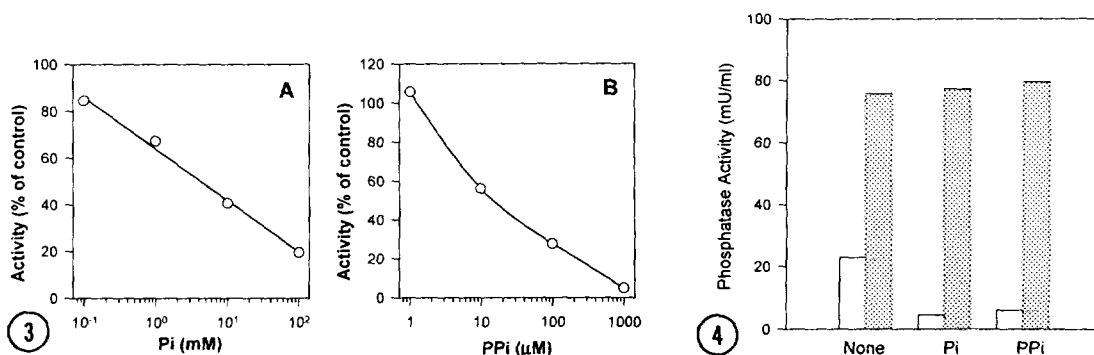 A
Activity (% of control)
100
80
60
40
20
0
10⁻¹ 10⁰ 10¹ 10²
Pi (mM)
3
B
Activity (% of control)
120
100
80
60
40
20
0
1 10 100 1000
PPi (µM)
Phosphatase Activity (mU/ml)
100
80
60
40
20
0
None Pi PPi
4